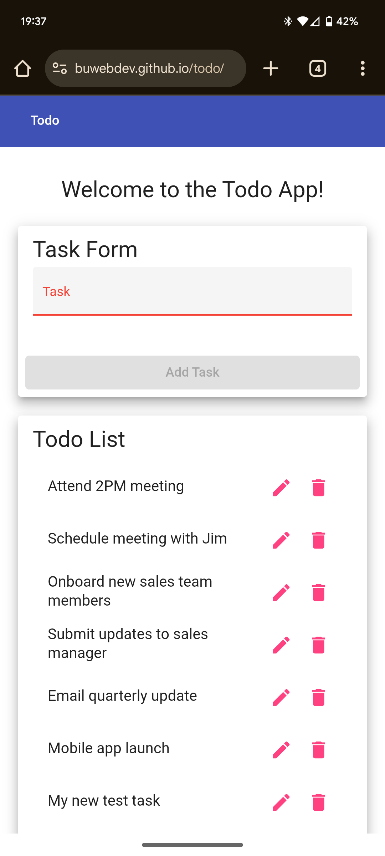 19:37
42%
buwebdev.github.io/todo/
4
Todo
Welcome to the Todo App!
Task Form
Task
Add Task
Todo List
Attend 2PM meeting
Schedule meeting with Jim
Onboard new sales team
members
Submit updates to sales
manager
Email quarterly update
Mobile app launch
My new test task